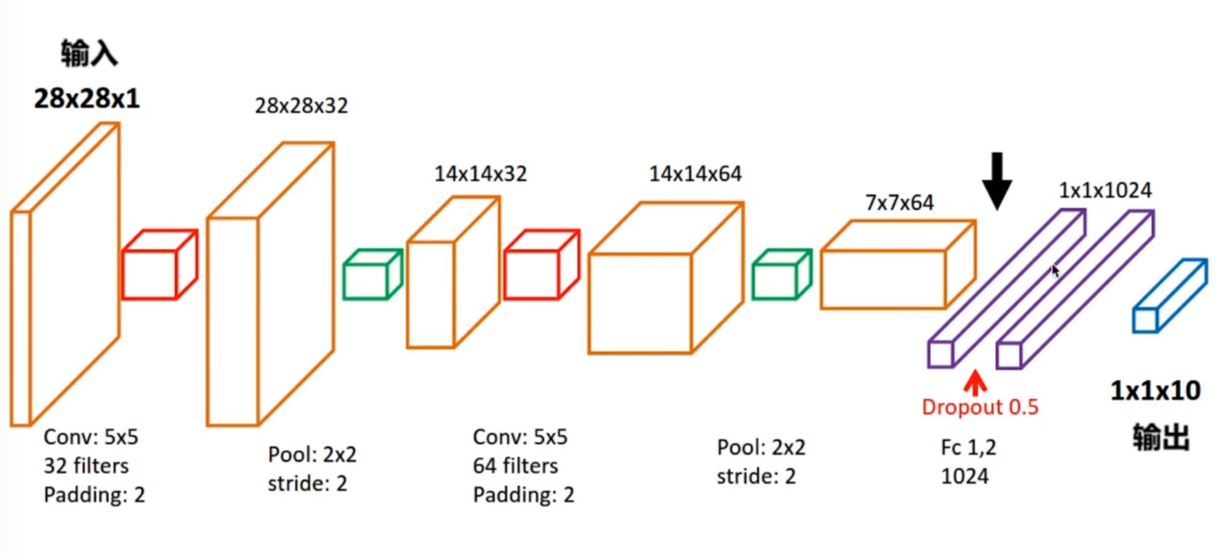 输入
28x28x1
28x28x32
14x14x32
14x14x64
7x7x64
1x1x1024
Conv: 5x5
32 filters
Padding: 2
Pool: 2x2
stride: 2
Conv: 5x5
64 filters
Padding: 2
Pool: 2x2
stride: 2
Dropout 0.5
Fc 1,2
1024
1x1x10
输出